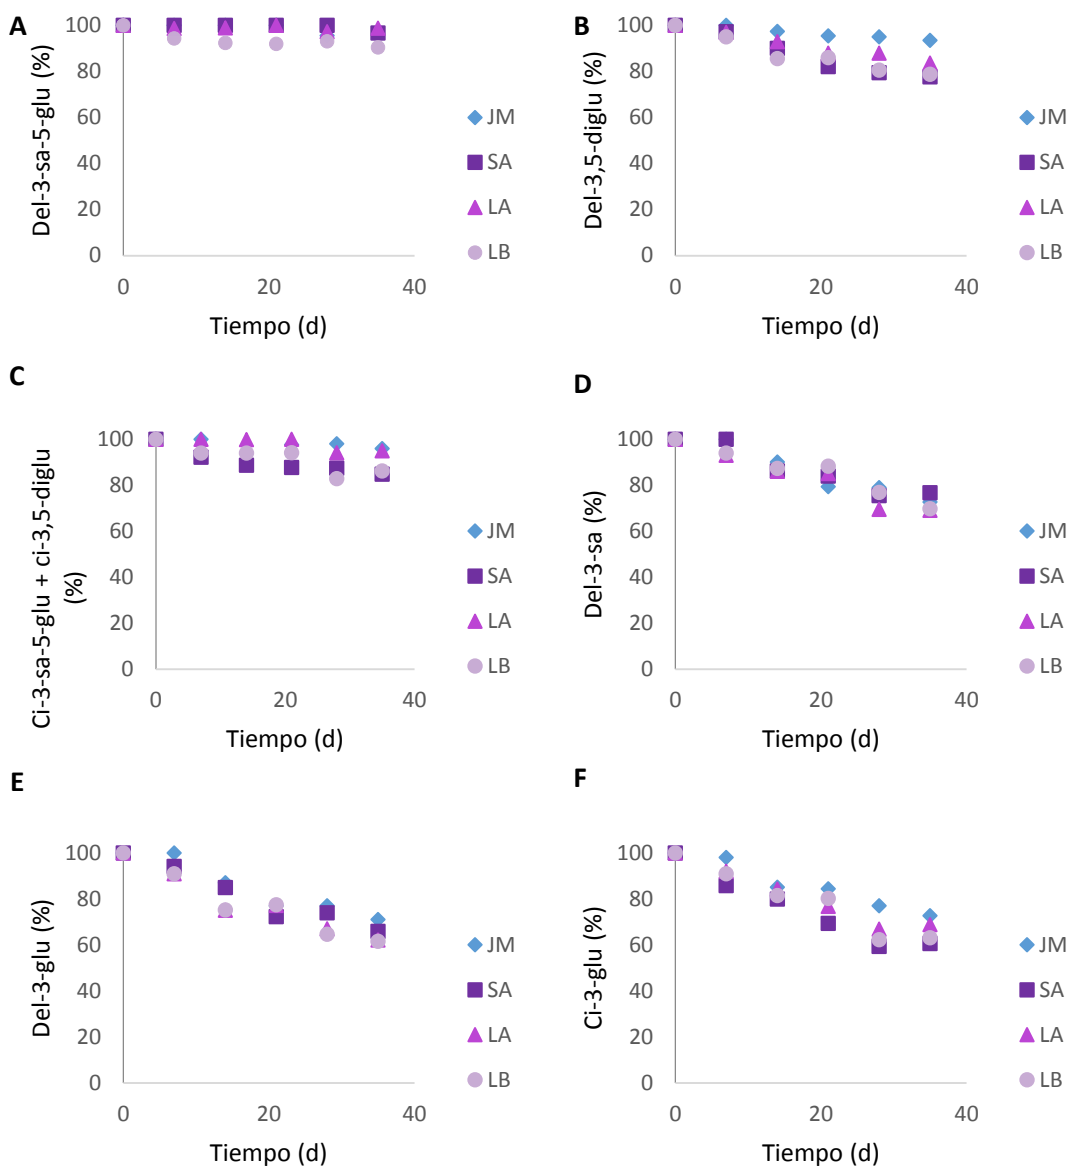 A
Del-3-sa-5-glu (%)
100
80
60
40
20
0
0 20 40
Tiempo (d)
JM
SA
LA
LB
B
Del-3,5-diglu (%)
100
80
60
40
20
0
0 20 40
Tiempo (d)
JM
SA
LA
LB
C
Ci-3-sa-5-glu + ci-3,5-diglu
(%)
100
80
60
40
20
0
0 20 40
Tiempo (d)
JM
SA
LA
LB
D
Del-3-sa (%)
100
80
60
40
20
0
0 20 40
Tiempo (d)
JM
SA
LA
LB
E
Del-3-glu (%)
100
80
60
40
20
0
0 20 40
Tiempo (d)
JM
SA
LA
LB
F
Ci-3-glu (%)
100
80
60
40
20
0
0 20 40
Tiempo (d)
JM
SA
LA
LB